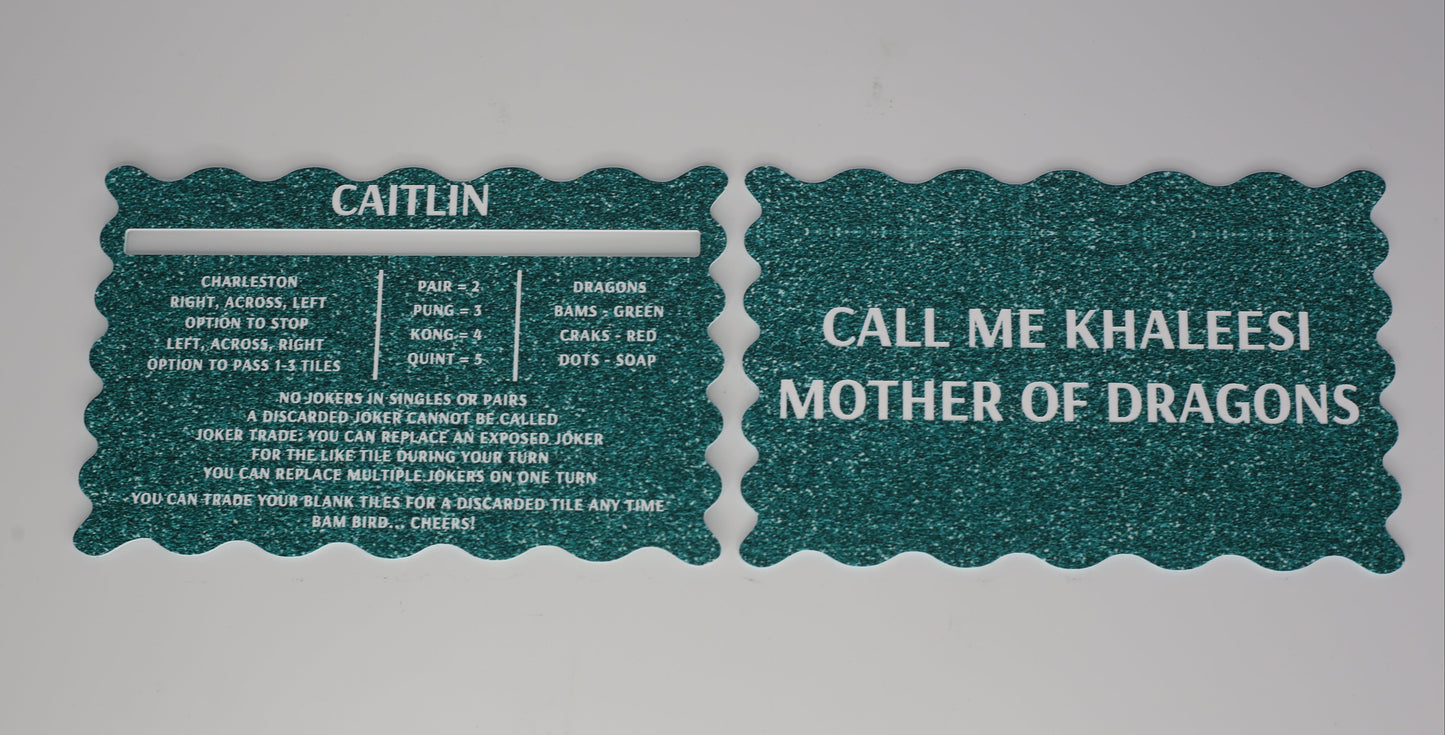 CAITLIN
CHARLESTON
RIGHT, ACROSS, LEFT
OPTION TO STOP
LEFT, ACROSS, RIGHT
OPTION TO PASS 1-3 TILES
PAIR = 2
PUNG = 3
KONG = 4
QUINT = 5
DRAGONS
BAMS - GREEN
CRAKS - RED
DOTS - SOAP
NO JOKERS IN SINGLES OR PAIRS
A DISCARDED JOKER CANNOT BE CALLED
JOKER TRADE: YOU CAN REPLACE AN EXPOSED JOKER
FOR THE LIKE TILE DURING YOUR TURN
YOU CAN REPLACE MULTIPLE JOKERS ON ONE TURN
YOU CAN TRADE YOUR BLANK TILES FOR A DISCARDED TILE ANY TIME
BAM BIRD... CHEERS!
CALL ME KHALEESI
MOTHER OF DRAGONS